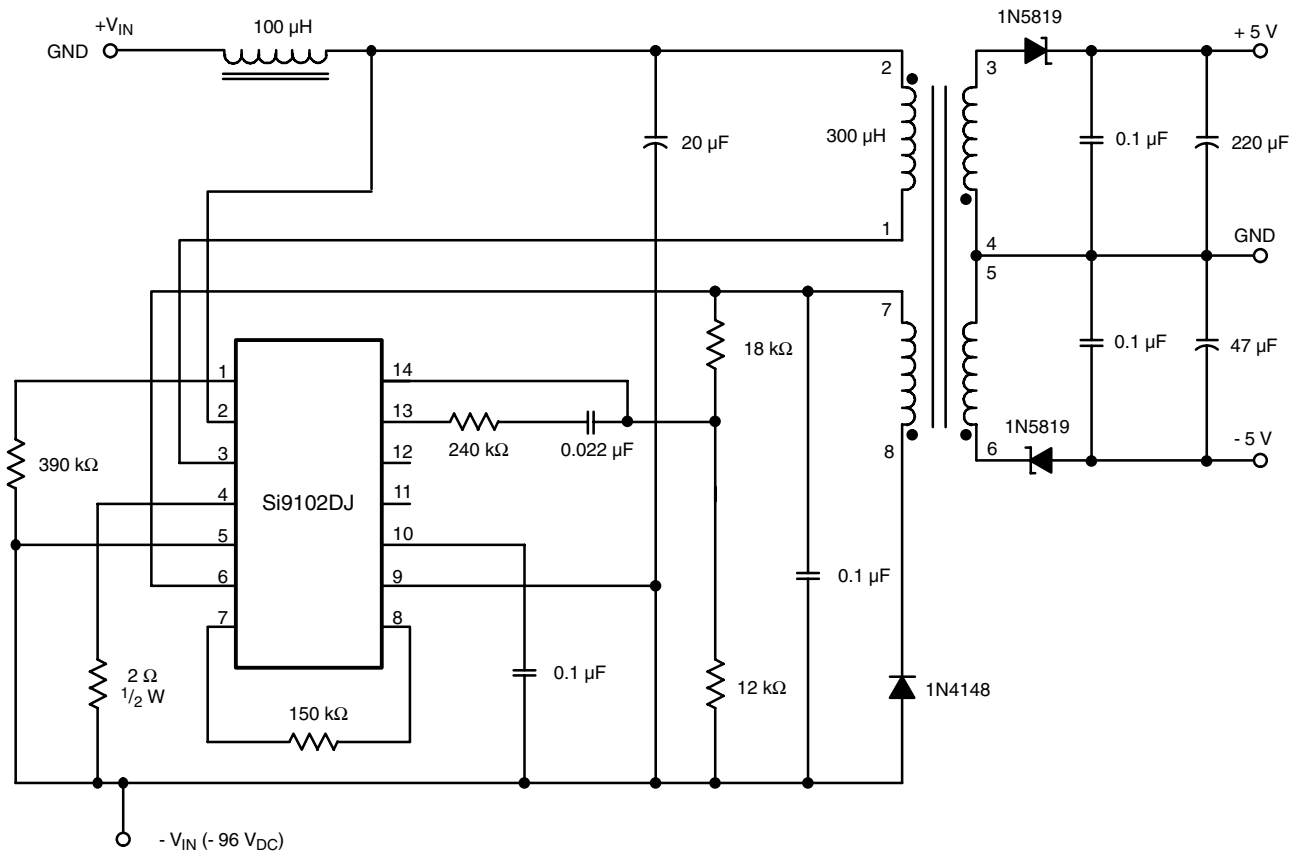 +V_IN
GND
100 µH
1N5819
+ 5 V
2
3
300 µH
20 µF
0.1 µF
220 µF
1
4
GND
5
7
18 kΩ
0.1 µF
47 µF
1
14
2
13
1N5819
240 kΩ
0.022 µF
- 5 V
390 kΩ
3
12
8
6
4
11
Si9102DJ
5
10
6
9
0.1 µF
7
8
2 Ω
1/2 W
0.1 µF
12 kΩ
1N4148
150 kΩ
- V_IN (- 96 V_DC)